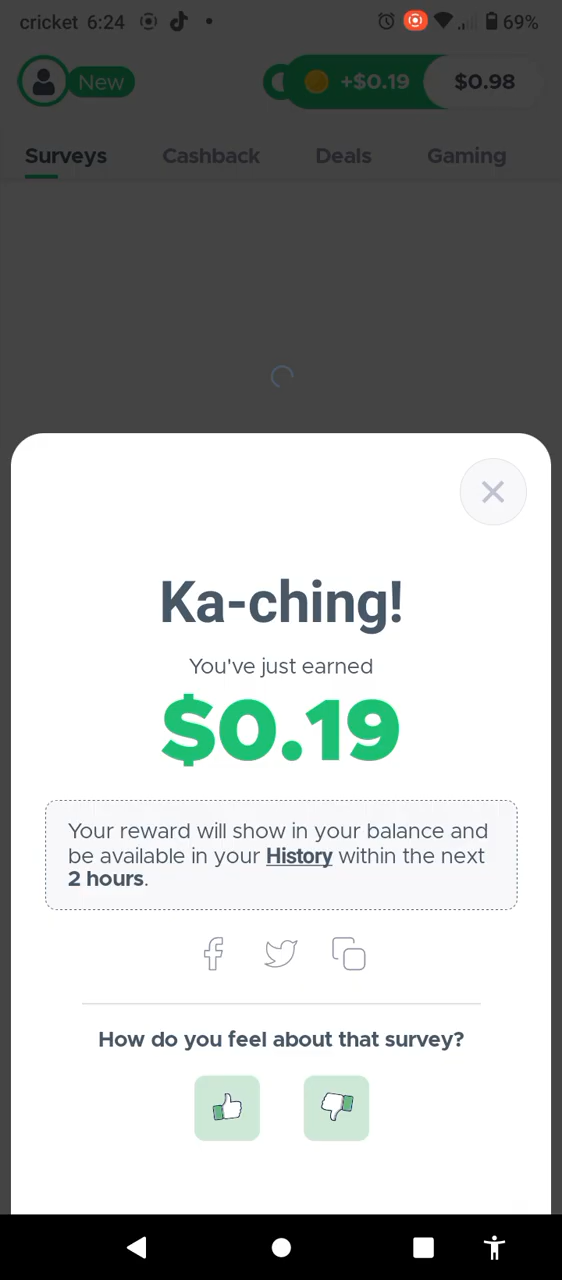 cricket 6:24 69%
New +$0.19 $0.98
Surveys Cashback Deals Gaming
Ka-ching!
You've just earned
$0.19
Your reward will show in your balance and
be available in your History within the next
2 hours.
How do you feel about that survey?